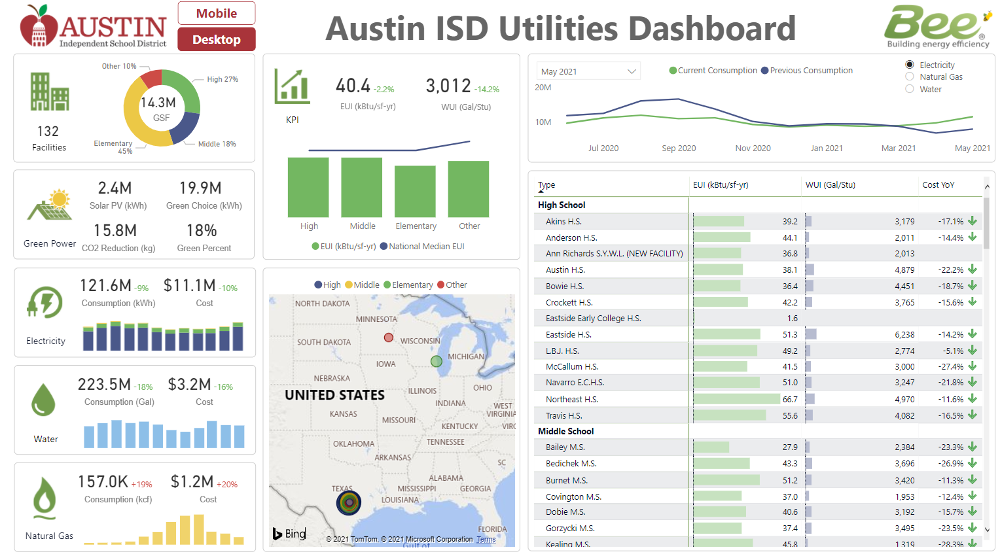 AUSTIN
Independent School District
Mobile
Desktop
Austin ISD Utilities Dashboard
Bee
®
Building energy efficiency
132
Facilities
Other 10%
High 27%
14.3M
GSF
Elementary
45%
Middle 18%
Green Power
2.4M
Solar PV (kWh)
19.9M
Green Choice (kWh)
15.8M
CO2 Reduction (kg)
18%
Green Percent
Electricity
121.6M -9%
Consumption (kWh)
$11.1M -10%
Cost
Water
223.5M -18%
Consumption (Gal)
$3.2M -16%
Cost
Natural Gas
157.0K +19%
Consumption (kcf)
$1.2M +20%
Cost
KPI
40.4 -2.2%
EUI (kBtu/sf-yr)
3,012 -14.2%
WUI (Gal/Stu)
High Middle Elementary Other
EUI (kBtu/sf-yr) National Median EUI
High Middle Elementary Other
NORTH DAKOTA
MINNESOTA
SOUTH DAKOTA
WISCONSIN
MICHIGAN
IOWA
NEBRASKA
OHIO
UNITED STATES
ILLINOIS
INDIANA
WEST
VIRGINIA
KANSAS
MISSOURI
KENTUCKY
VIRG
TENNESSEE
OKLAHOMA
ARKANSAS
SC
ALABAMA
TEXAS
MISSISSIPPI
GEORGIA
LOUISIANA
FLORIDA
Bing
© 2021 TomTom, © 2021 Microsoft Corporation Terms
Gulf of
May 2021
Current Consumption Previous Consumption
Electricity
Natural Gas
Water
20M
10M
Jul 2020 Sep 2020 Nov 2020 Jan 2021 Mar 2021 May 2021
Type EUI (kBtu/sf-yr) WUI (Gal/Stu) Cost YoY
High School
Akins H.S. 39.2 3,179 -17.1%
Anderson H.S. 44.1 2,011 -14.4%
Ann Richards S.Y.W.L. (NEW FACILITY) 36.8 2,013
Austin H.S. 38.1 4,879 -22.2%
Bowie H.S. 36.4 4,451 -18.7%
Crockett H.S. 42.2 3,765 -15.6%
Eastside Early College H.S. 1.6
Eastside H.S. 51.3 6,238 -14.2%
L.B.J. H.S. 49.2 2,774 -5.1%
McCallum H.S. 41.5 3,000 -27.4%
Navarro E.C.H.S. 51.0 3,247 -21.8%
Northeast H.S. 66.7 4,970 -11.6%
Travis H.S. 55.6 4,082 -16.5%
Middle School
Bailey M.S. 27.9 2,384 -23.3%
Bedichek M.S. 43.3 3,696 -26.9%
Burnet M.S. 51.2 3,420 -11.3%
Covington M.S. 37.0 1,953 -12.4%
Dobie M.S. 40.6 3,192 -15.7%
Gorzycki M.S. 37.4 3,495 -23.5%
Kealing M.S. 45.8 1,319 -28.3%